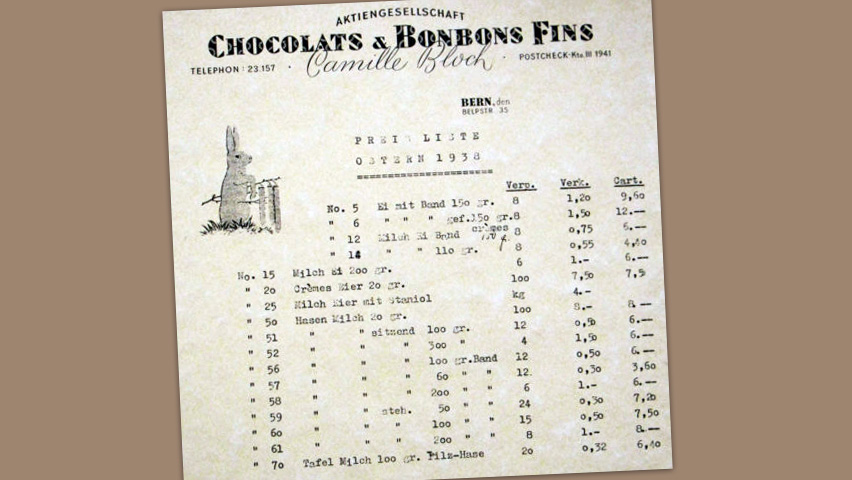 AKTIENGESELLSCHAFT
CHOCOLATS & BONBONS FINS
Camille Bloch
TELEPHON: 23.157 · · POSTCHECK-Kto. III 1941
BERN, den
BELPSTR. 35
PREIS LISTE
OSTERN 1938
====================
Verp. Verk. Cart.
No. 5 Ei mit Band 150 gr. 8 1,20 9,60
" 6 " " " gef. 150 gr. 8 1,50 12.—
" 12 Milch Ei Band crèmes 8 0,75 6.—
" 14 " " 110 gr. 8 0,55 4,40
No. 15 Milch Ei 200 gr. 6 1.- 6.—
" 20 Crèmes Eier 20 gr. 100 7,50 7,5
" 25 Milch Eier mit Staniol kg 4.-
" 50 Hasen Milch 20 gr. 100 8.- 8 —
" 51 " " sitzend 100 gr. 12 0,50 6.—
" 52 " " " 300 " 4 1,50 6.—
" 56 " " " 100 gr.Band 12 0,50 6.—
" 57 " " " 60 " " 12 0,30 3,60
" 58 " " " 200 " " 6 1.- 6.—
" 59 " " steh. 50 " " 24 0,30 7,20
" 60 " " " 100 " " 15 0,50 7,50
" 61 " " " 200 " " 8 1.- 8.—
" 70 Tafel Milch 100 gr. Pilz-Hase 20 0,32 6,40